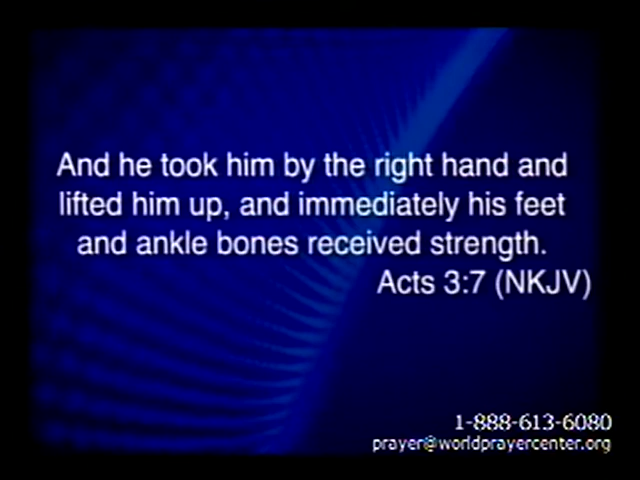 And he took him by the right hand and
lifted him up, and immediately his feet
and ankle bones received strength.
Acts 3:7 (NKJV)
1-888-613-6080
prayer@worldprayercenter.org